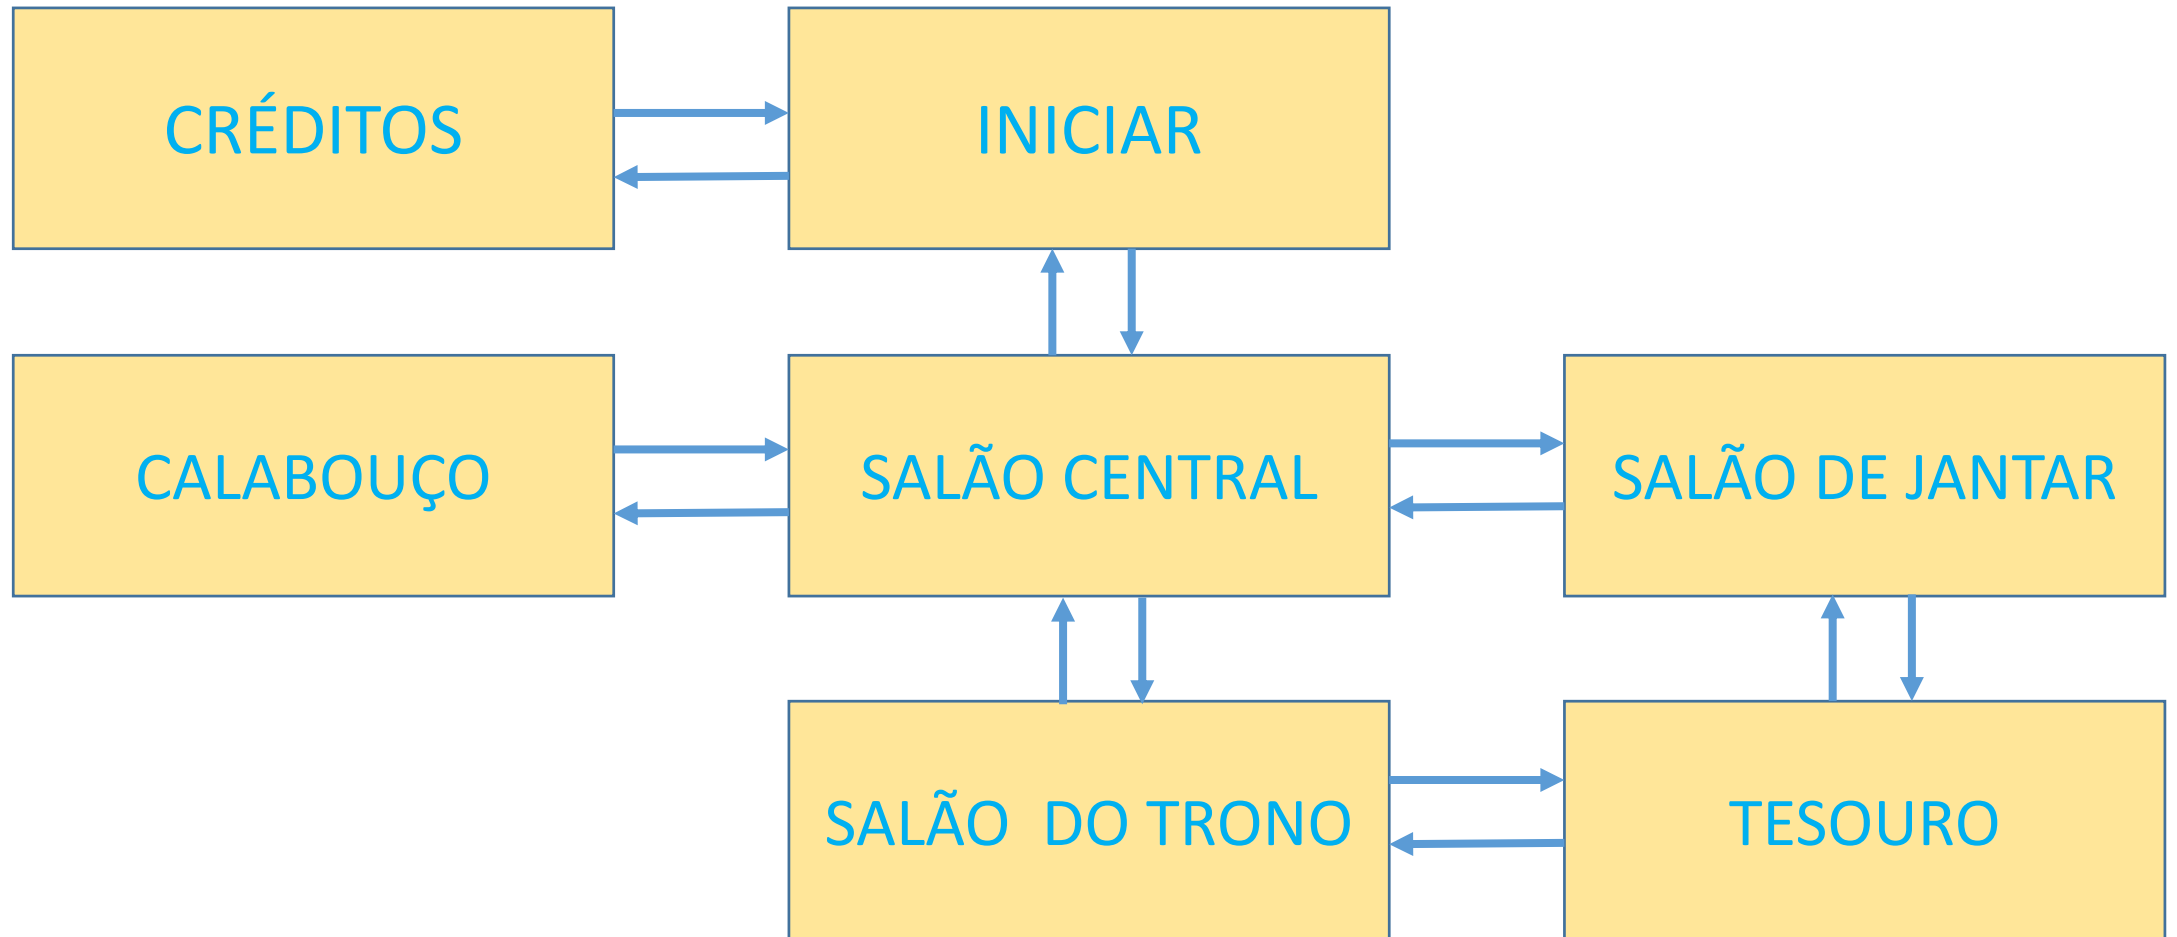 CRÉDITOS
INICIAR
CALABOUÇO
SALÃO CENTRAL
SALÃO DE JANTAR
SALÃO  DO TRONO
TESOURO